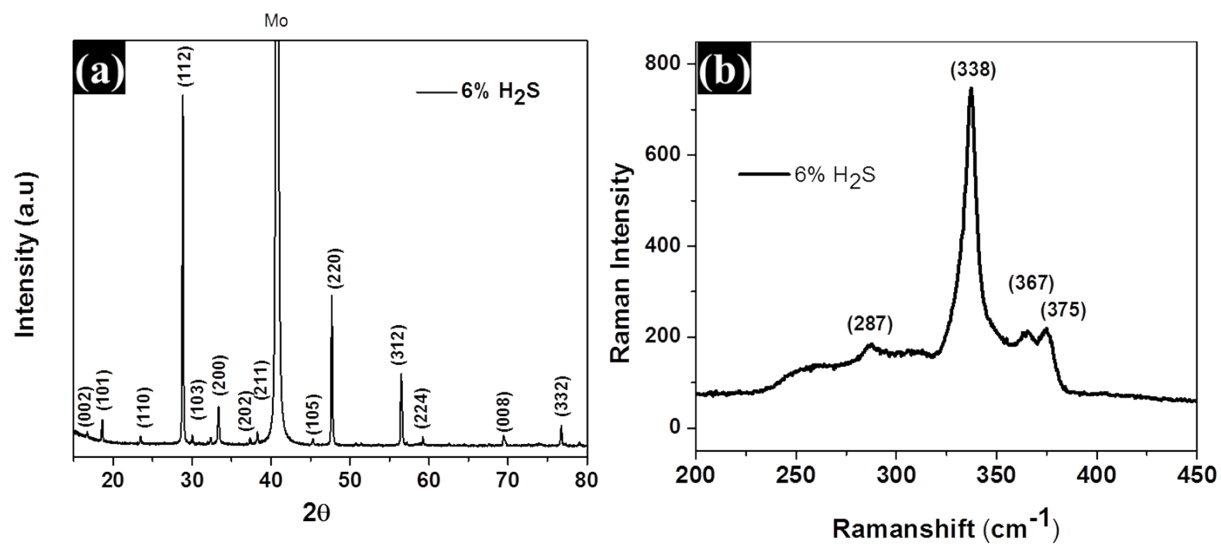 Mo
(a)
6% H2S
(112)
(002)
(101)
(110)
(103)
(200)
(202)
(211)
(105)
(220)
(312)
(224)
(008)
(332)
Intensity (a.u)
20 30 40 50 60 70 80
2θ
(b)
6% H2S
(338)
(367)
(375)
(287)
800
600
400
200
0
Raman Intensity
200 250 300 350 400 450
Ramanshift (cm-1)